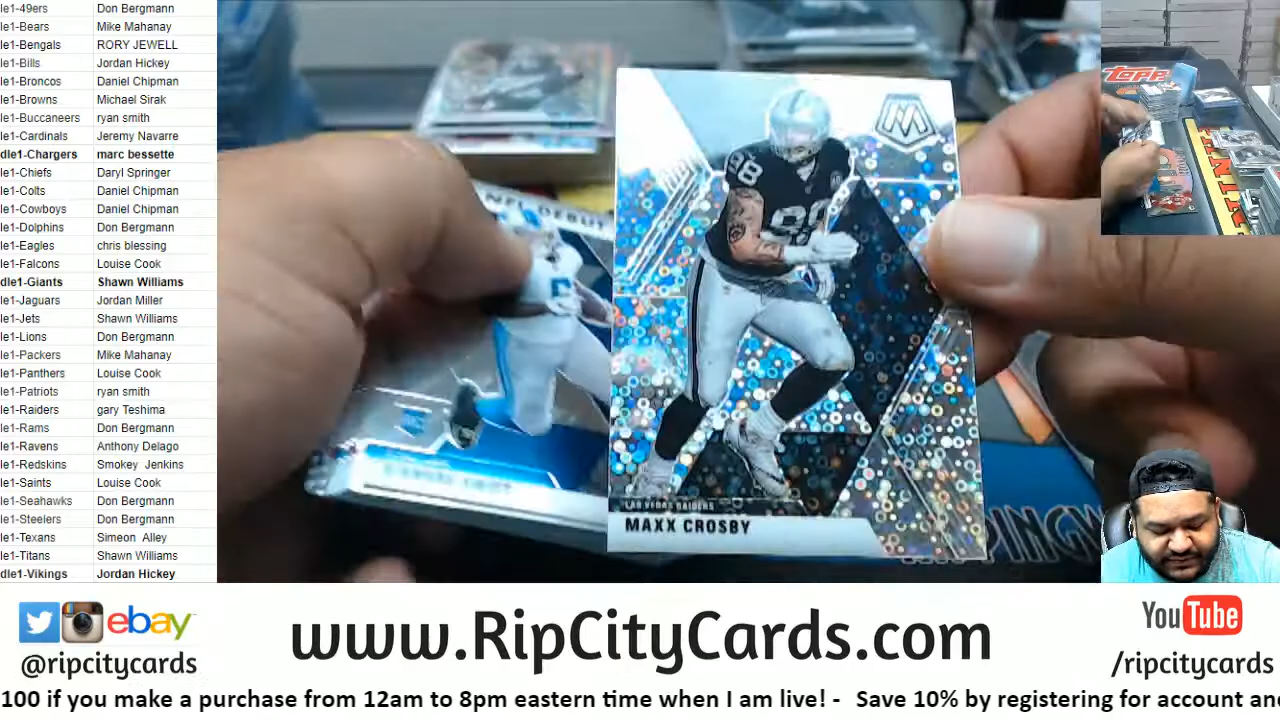 le1-49ers Don Bergmann
le1-Bears Mike Mahanay
le1-Bengals RORY JEWELL
le1-Bills Jordan Hickey
le1-Broncos Daniel Chipman
le1-Browns Michael Sirak
le1-Buccaneers ryan smith
le1-Cardinals Jeremy Navarre
dle1-Chargers marc bessette
le1-Chiefs Daryl Springer
le1-Colts Daniel Chipman
le1-Cowboys Daniel Chipman
le1-Dolphins Don Bergmann
le1-Eagles chris blessing
le1-Falcons Louise Cook
dle1-Giants Shawn Williams
le1-Jaguars Jordan Miller
le1-Jets Shawn Williams
le1-Lions Don Bergmann
le1-Packers Mike Mahanay
le1-Panthers Louise Cook
le1-Patriots ryan smith
le1-Raiders gary Teshima
le1-Rams Don Bergmann
le1-Ravens Anthony Delago
le1-Redskins Smokey Jenkins
le1-Saints Louise Cook
le1-Seahawks Don Bergmann
le1-Steelers Don Bergmann
le1-Texans Simeon Alley
le1-Titans Shawn Williams
dle1-Vikings Jordan Hickey
NFL DEBUT
M
98
98
LAS VEGAS RAIDERS
MAXX CROSBY
TOPP
ebay
@ripcitycards
www.RipCityCards.com
YouTube
/ripcitycards
100 if you make a purchase from 12am to 8pm eastern time when I am live! - Save 10% by registering for account and